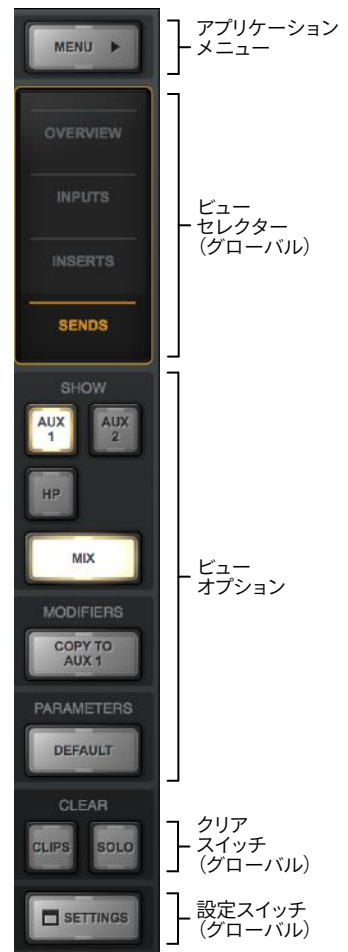 MENU
アプリケーション
メニュー
OVERVIEW
INPUTS
INSERTS
SENDS
ビュー
セレクター
（グローバル）
SHOW
AUX
1
AUX
2
HP
MIX
MODIFIERS
COPY TO
AUX 1
PARAMETERS
DEFAULT
ビュー
オプション
CLEAR
CLIPS
SOLO
クリア
スイッチ
（グローバル）
SETTINGS
設定スイッチ
（グローバル）